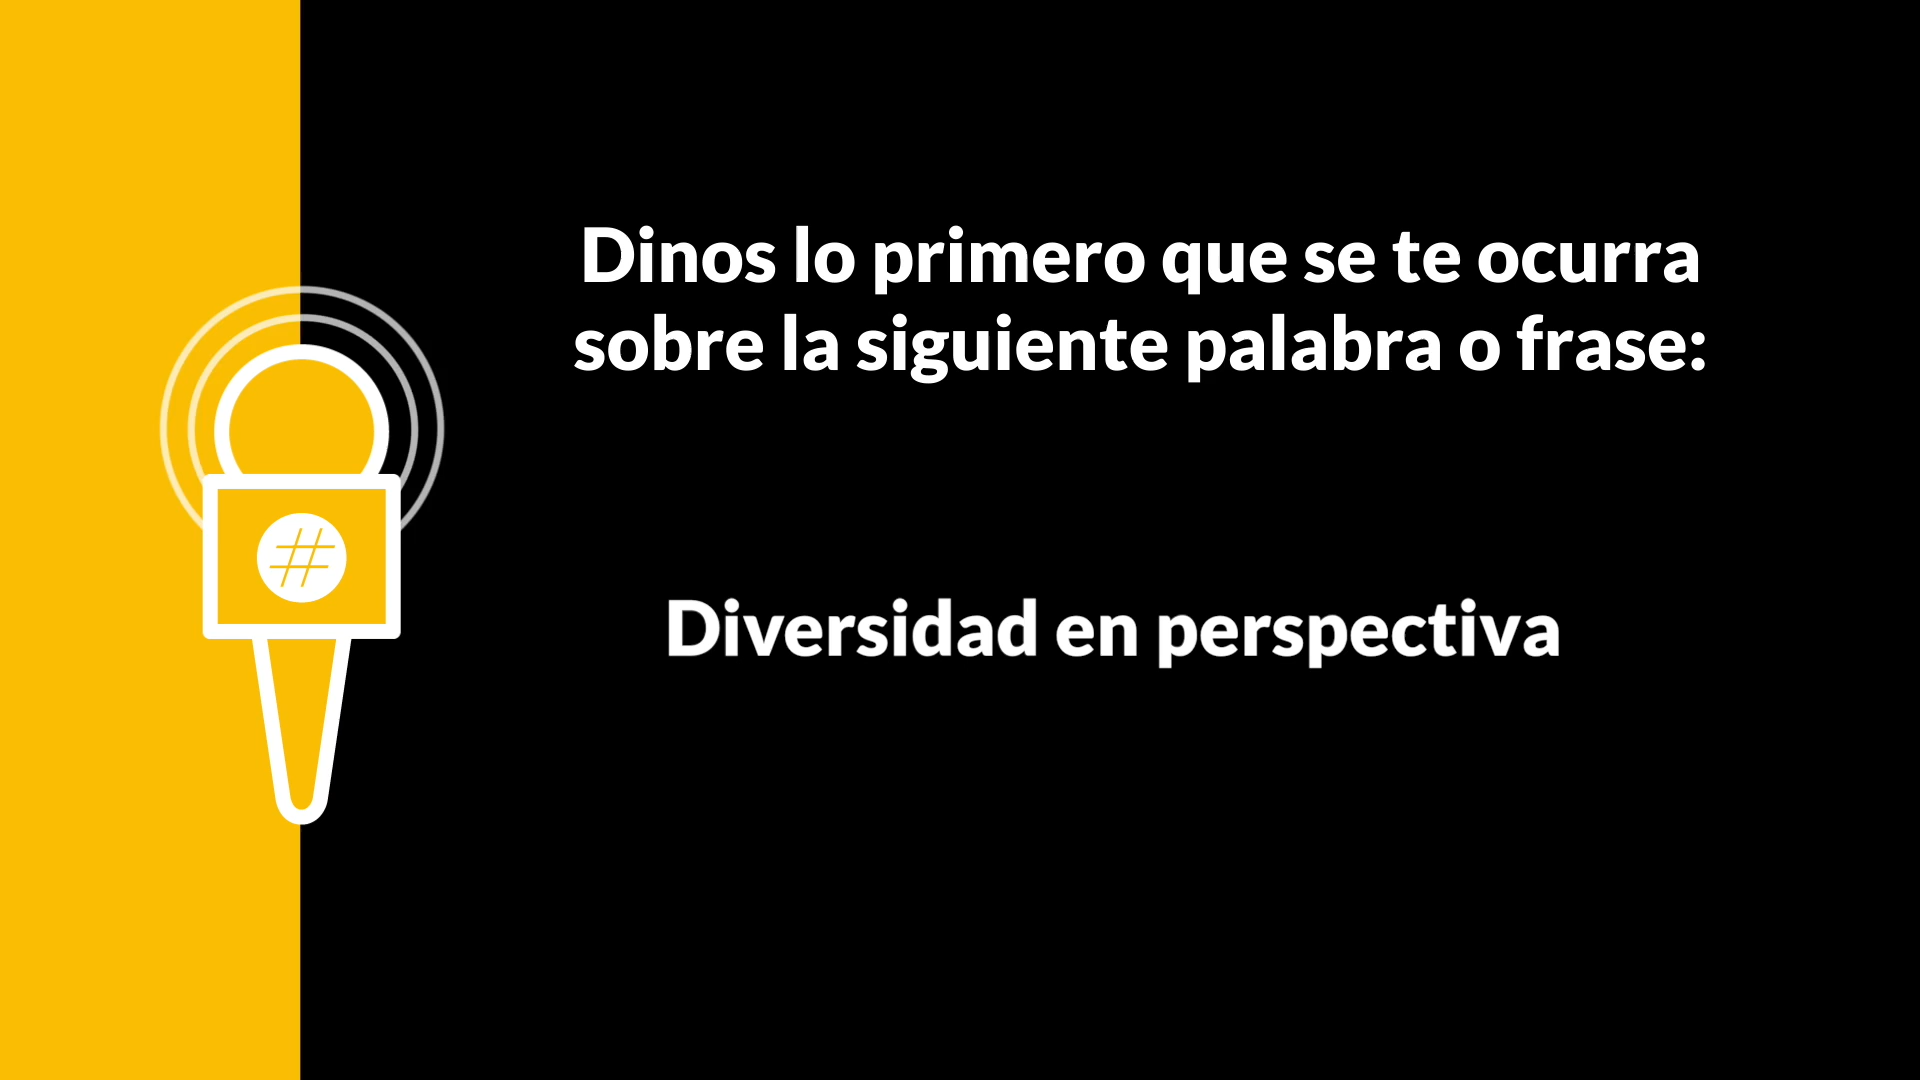 Dinos lo primero que se te ocurra
sobre la siguiente palabra o frase:
#
Diversidad en perspectiva